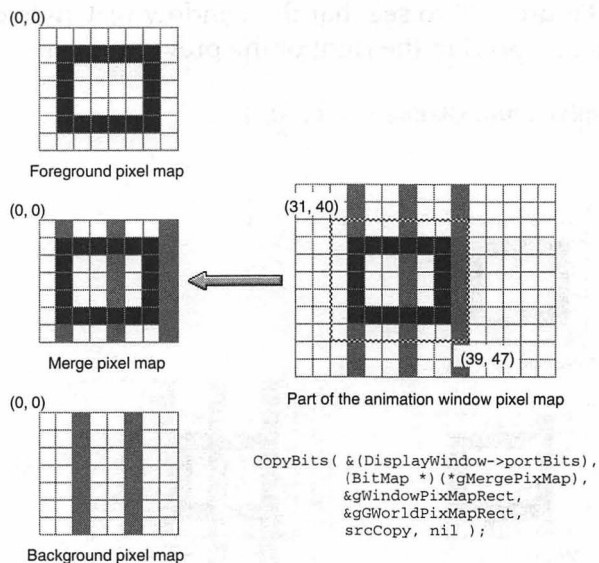 (0, 0)
Foreground pixel map
(0, 0)
(31, 40)
(39, 47)
Merge pixel map
Part of the animation window pixel map
(0, 0)
CopyBits( &(DisplayWindow->portBits),
(BitMap *)(*gMergePixMap),
&gWindowPixMapRect,
&gGWorldPixMapRect,
srcCopy, nil );
Background pixel map